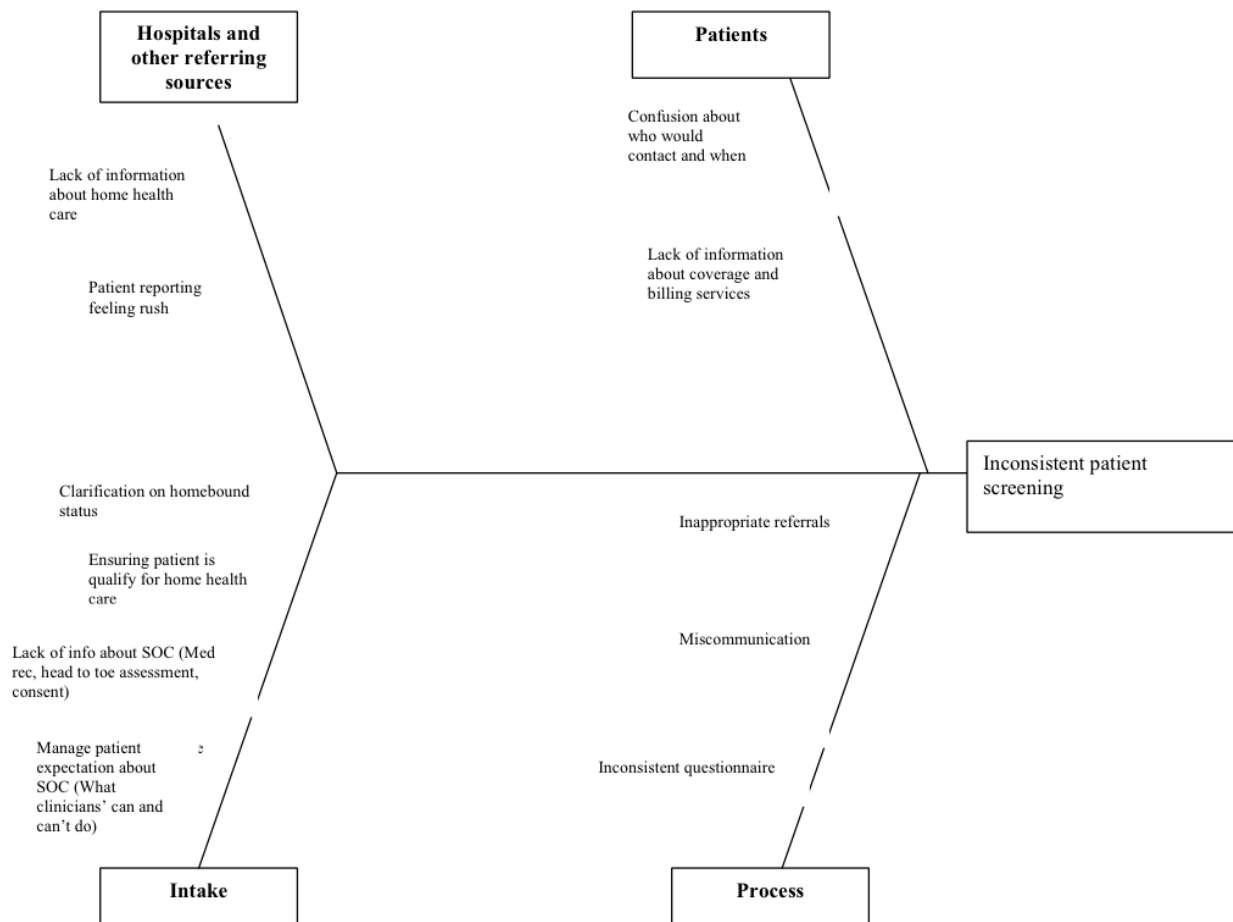 Hospitals and
other referring
sources
Patients
Confusion about
who would
contact and when
Lack of information
about home health
care
Lack of information
about coverage and
billing services
Patient reporting
feeling rush
Inconsistent patient
screening
Clarification on homebound
status
Inappropriate referrals
Ensuring patient is
qualify for home health
care
Miscommunication
Lack of info about SOC (Med
rec, head to toe assessment,
consent)
Manage patient
expectation about
SOC (What
clinicians’ can and
can’t do)
Inconsistent questionnaire
Intake
Process